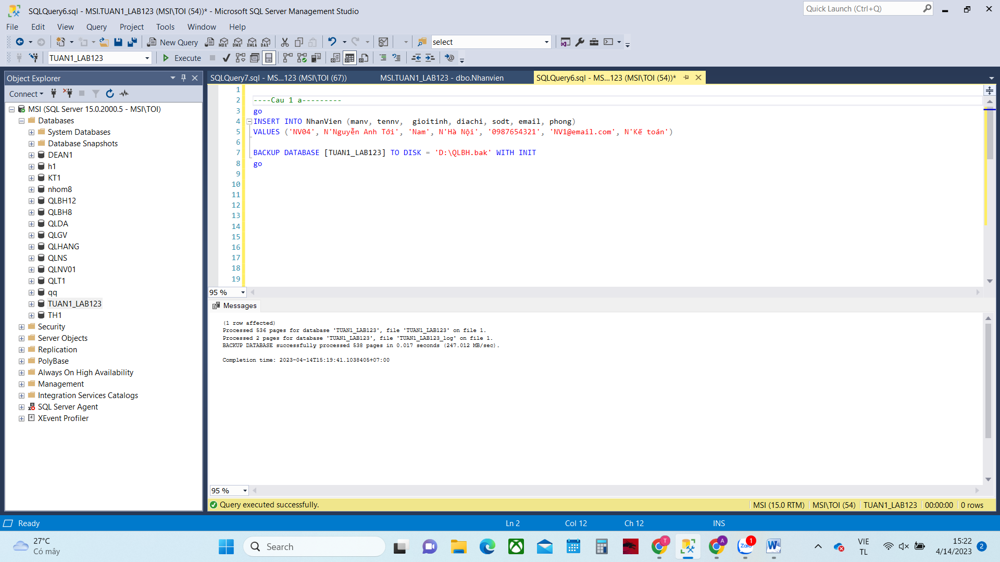 SQLQuery6.sql - MSI.TUAN1_LAB123 (MSI\TOI (54))* - Microsoft SQL Server Management Studio
Quick Launch (Ctrl+Q)
File Edit View Query Project Tools Window Help
New Query
MDX DMX XMLA DAX
select
TUAN1_LAB123
Execute
Object Explorer
Connect
MSI (SQL Server 15.0.2000.5 - MSI\TOI)
Databases
System Databases
Database Snapshots
DEAN1
h1
KT1
nhom8
QLBH12
QLBH8
QLDA
QLGV
QLHANG
QLNS
QLNV01
QLT1
qq
TUAN1_LAB123
TH1
Security
Server Objects
Replication
PolyBase
Always On High Availability
Management
Integration Services Catalogs
SQL Server Agent
XEvent Profiler
SQLQuery7.sql - MS...123 (MSI\TOI (67))
MSI.TUAN1_LAB123 - dbo.Nhanvien
SQLQuery6.sql - MS...123 (MSI\TOI (54))*
1
2 ----Cau 1 a---------
3 go
4 INSERT INTO NhanVien (manv, tennv,  gioitinh, diachi, sodt, email, phong)
5 VALUES ('NV04', N'Nguyễn Anh Tới', 'Nam', N'Hà Nội', '0987654321', 'NV1@email.com', N'Kế toán')
6
7 BACKUP DATABASE [TUAN1_LAB123] TO DISK = 'D:\QLBH.bak' WITH INIT
8 go
9
10
11
12
13
14
15
16
17
18
19
95 %
Messages
(1 row affected)
Processed 536 pages for database 'TUAN1_LAB123', file 'TUAN1_LAB123' on file 1.
Processed 2 pages for database 'TUAN1_LAB123', file 'TUAN1_LAB123_log' on file 1.
BACKUP DATABASE successfully processed 538 pages in 0.017 seconds (247.012 MB/sec).
Completion time: 2023-04-14T15:19:41.1038405+07:00
95 %
Query executed successfully.
MSI (15.0 RTM) MSI\TOI (54) TUAN1_LAB123 00:00:00 0 rows
Ready
Ln 2 Col 12 Ch 12 INS
27°C
Có mây
Search
T
A
Zalo
1
W
VIE
TL
15:22
4/14/2023
2